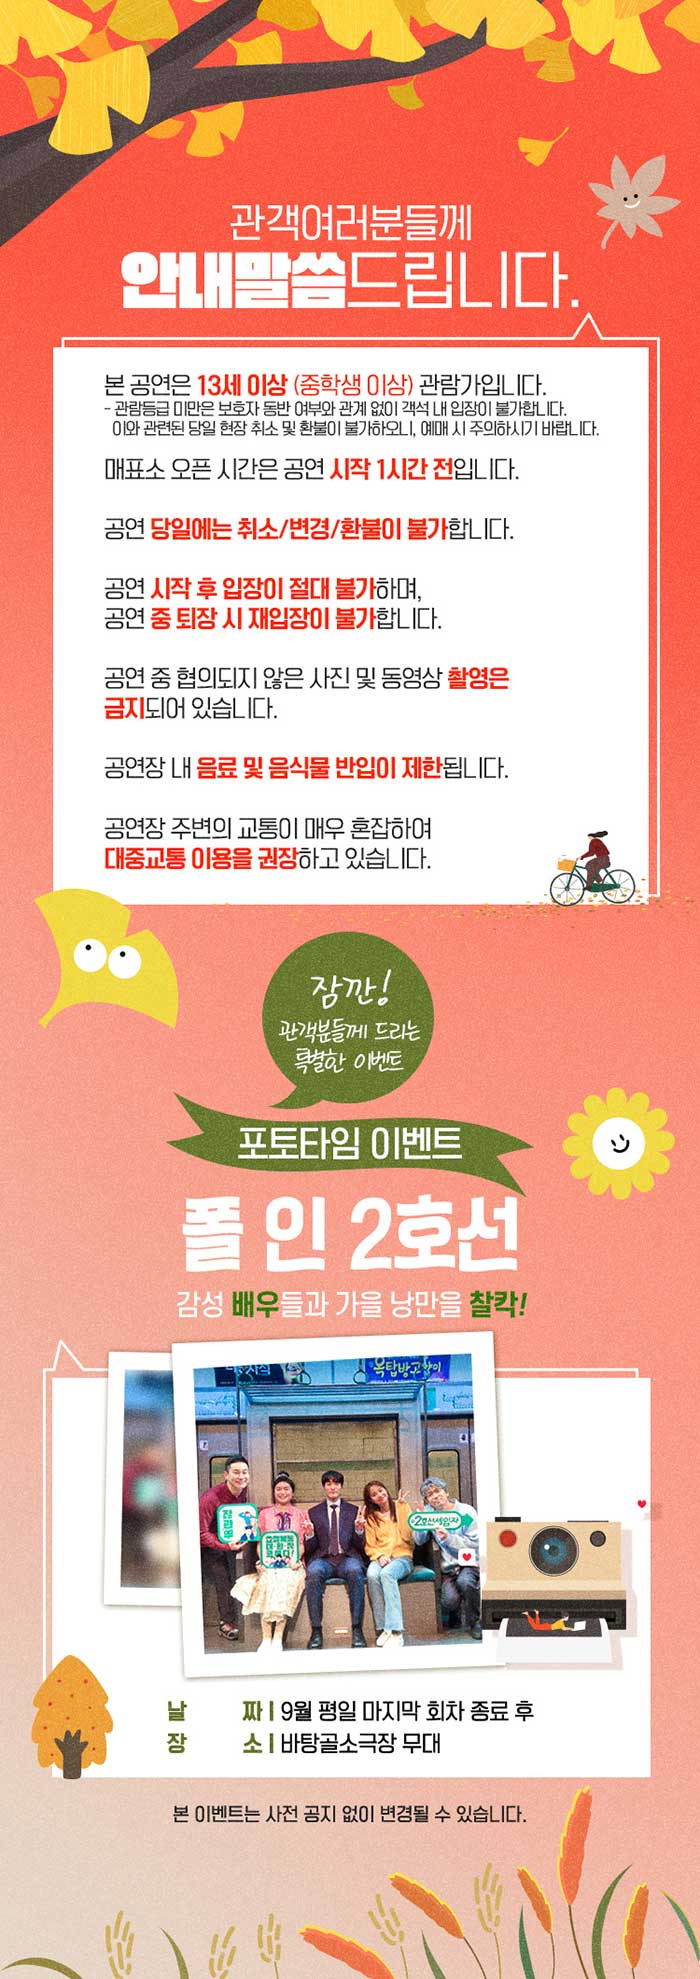 관객여러분들께
안내말씀드립니다.
본 공연은 13세 이상 (중학생 이상) 관람가입니다.
- 관람등급 미만은 보호자 동반 여부와 관계 없이 객석 내 입장이 불가합니다.
이와 관련된 당일 현장 취소 및 환불이 불가하오니, 예매 시 주의하시기 바랍니다.
매표소 오픈 시간은 공연 시작 1시간 전입니다.
공연 당일에는 취소/변경/환불이 불가합니다.
공연 시작 후 입장이 절대 불가하며,
공연 중 퇴장 시 재입장이 불가합니다.
공연 중 협의되지 않은 사진 및 동영상 촬영은
금지되어 있습니다.
공연장 내 음료 및 음식물 반입이 제한됩니다.
공연장 주변의 교통이 매우 혼잡하여
대중교통 이용을 권장하고 있습니다.
잠깐!
관객분들께 드리는
특별한 이벤트
포토타임 이벤트
폴 인 2호선
감성 배우들과 가을 낭만을 찰칵!
옥탑방고양이
2호선세입자
날 짜 | 9월 평일 마지막 회차 종료 후
장 소 | 바탕골소극장 무대
본 이벤트는 사전 공지 없이 변경될 수 있습니다.